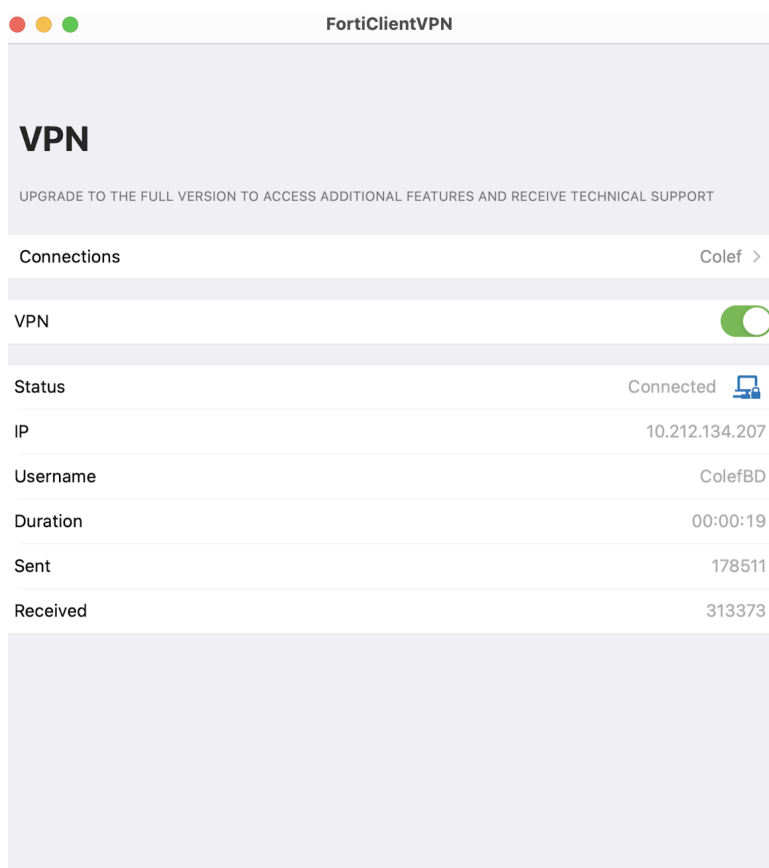 FortiClientVPN
VPN
UPGRADE TO THE FULL VERSION TO ACCESS ADDITIONAL FEATURES AND RECEIVE TECHNICAL SUPPORT
Connections Colef >
VPN
Status Connected
IP 10.212.134.207
Username ColefBD
Duration 00:00:19
Sent 178511
Received 313373